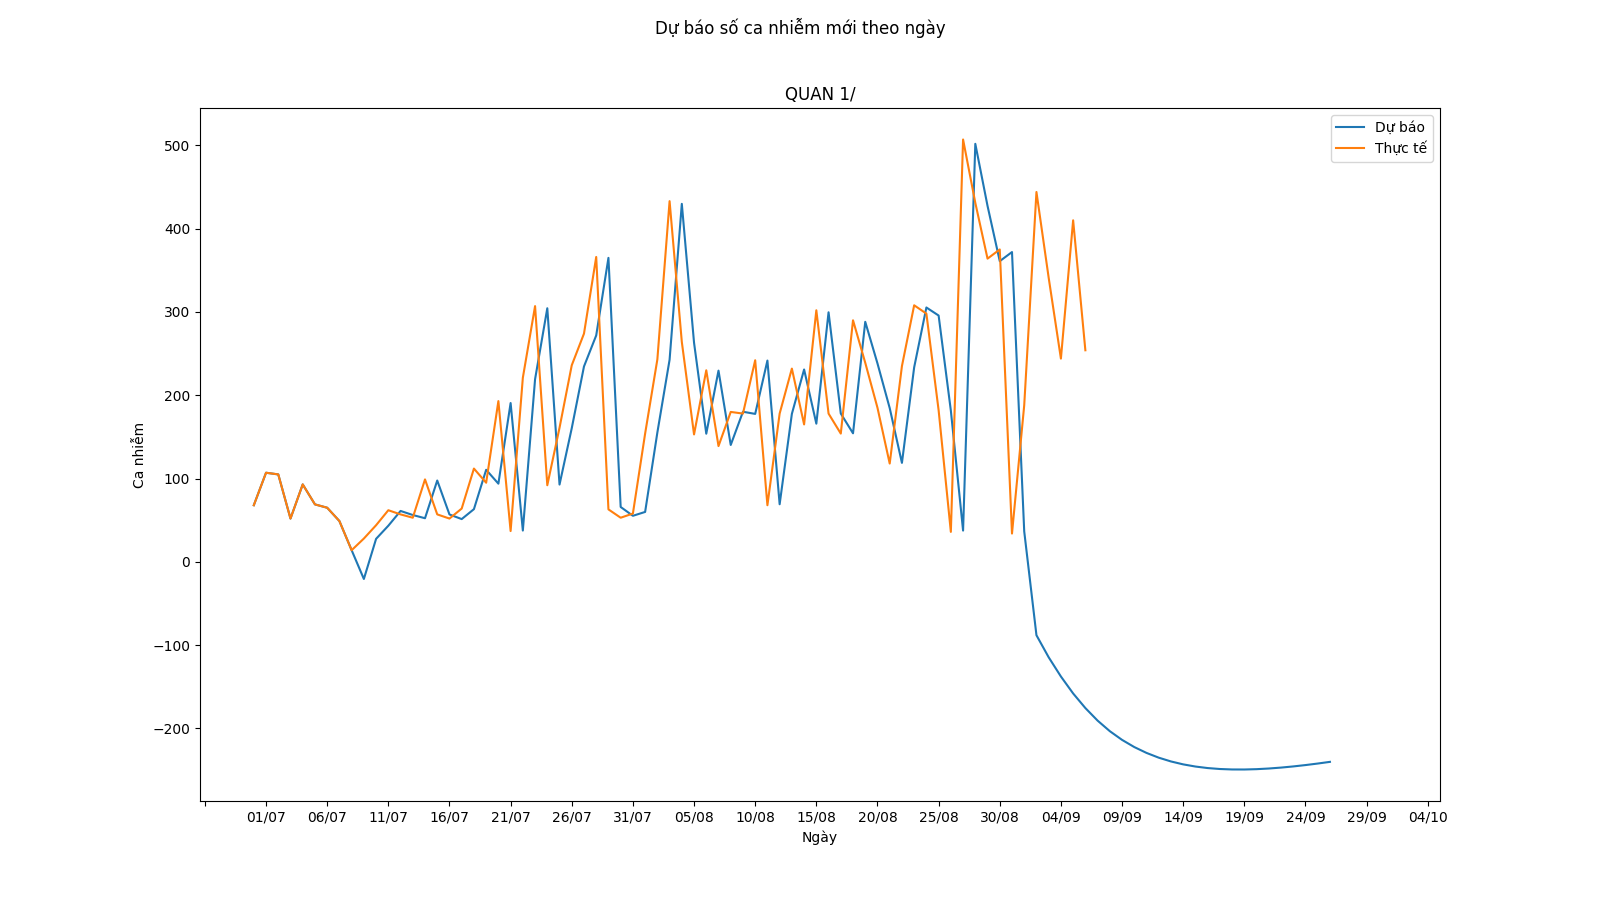 Dự báo số ca nhiễm mới theo ngày
QUAN 1/
Dự báo
Thực tế
500
400
300
200
100
0
−100
−200
Ca nhiễm
01/07 06/07 11/07 16/07 21/07 26/07 31/07 05/08 10/08 15/08 20/08 25/08 30/08 04/09 09/09 14/09 19/09 24/09 29/09 04/10
Ngày